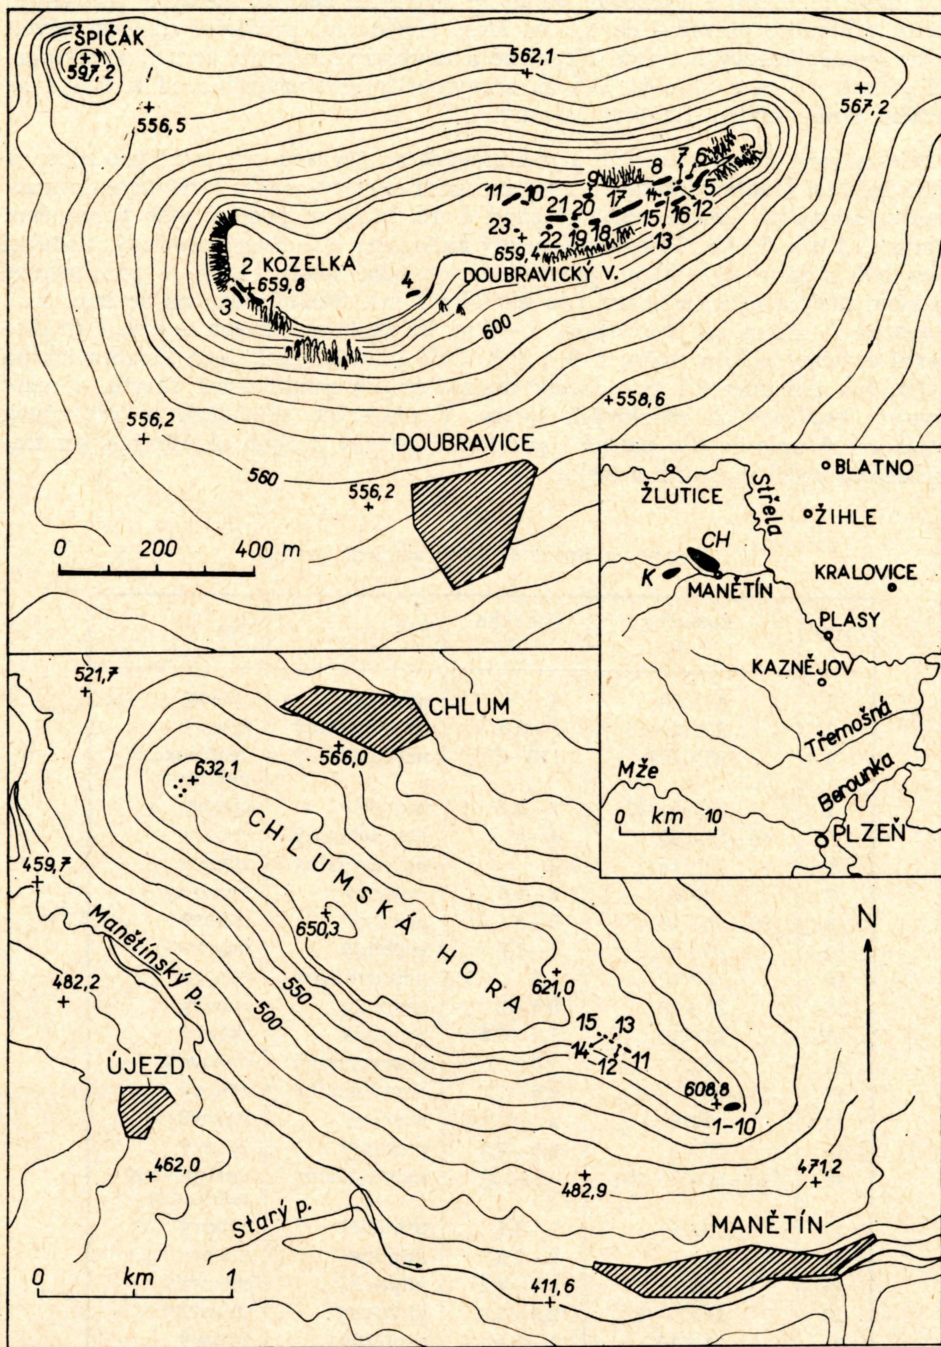 ŠPIČÁK
597,2
562,1
567,2
556,5
7 6
8
9
11 10
21 20 17 14 5
15 16 12
23 22 19 18 13
659,4
2 KOZELKA
659,8
4
DOUBRAVICKÝ V.
3 1
600
558,6
556,2
DOUBRAVICE
560
556,2
0 200 400 m
BLATNO
ŽLUTICE
Střela
ŽIHLE
CH
K
MANĚTÍN
KRALOVICE
PLASY
KAZNĚJOV
Třemošná
Mže
Berounka
0 km 10
PLZEŇ
521,7
CHLUM
566,0
632,1
CHLUMSKÁ HORA
459,7
650,3
Manětínský p.
N
482,2
550
621,0
500
15 13
14 12 11
ÚJEZD
608,8
1-10
462,0
482,9
471,2
Starý p.
MANĚTÍN
0 km 1
411,6